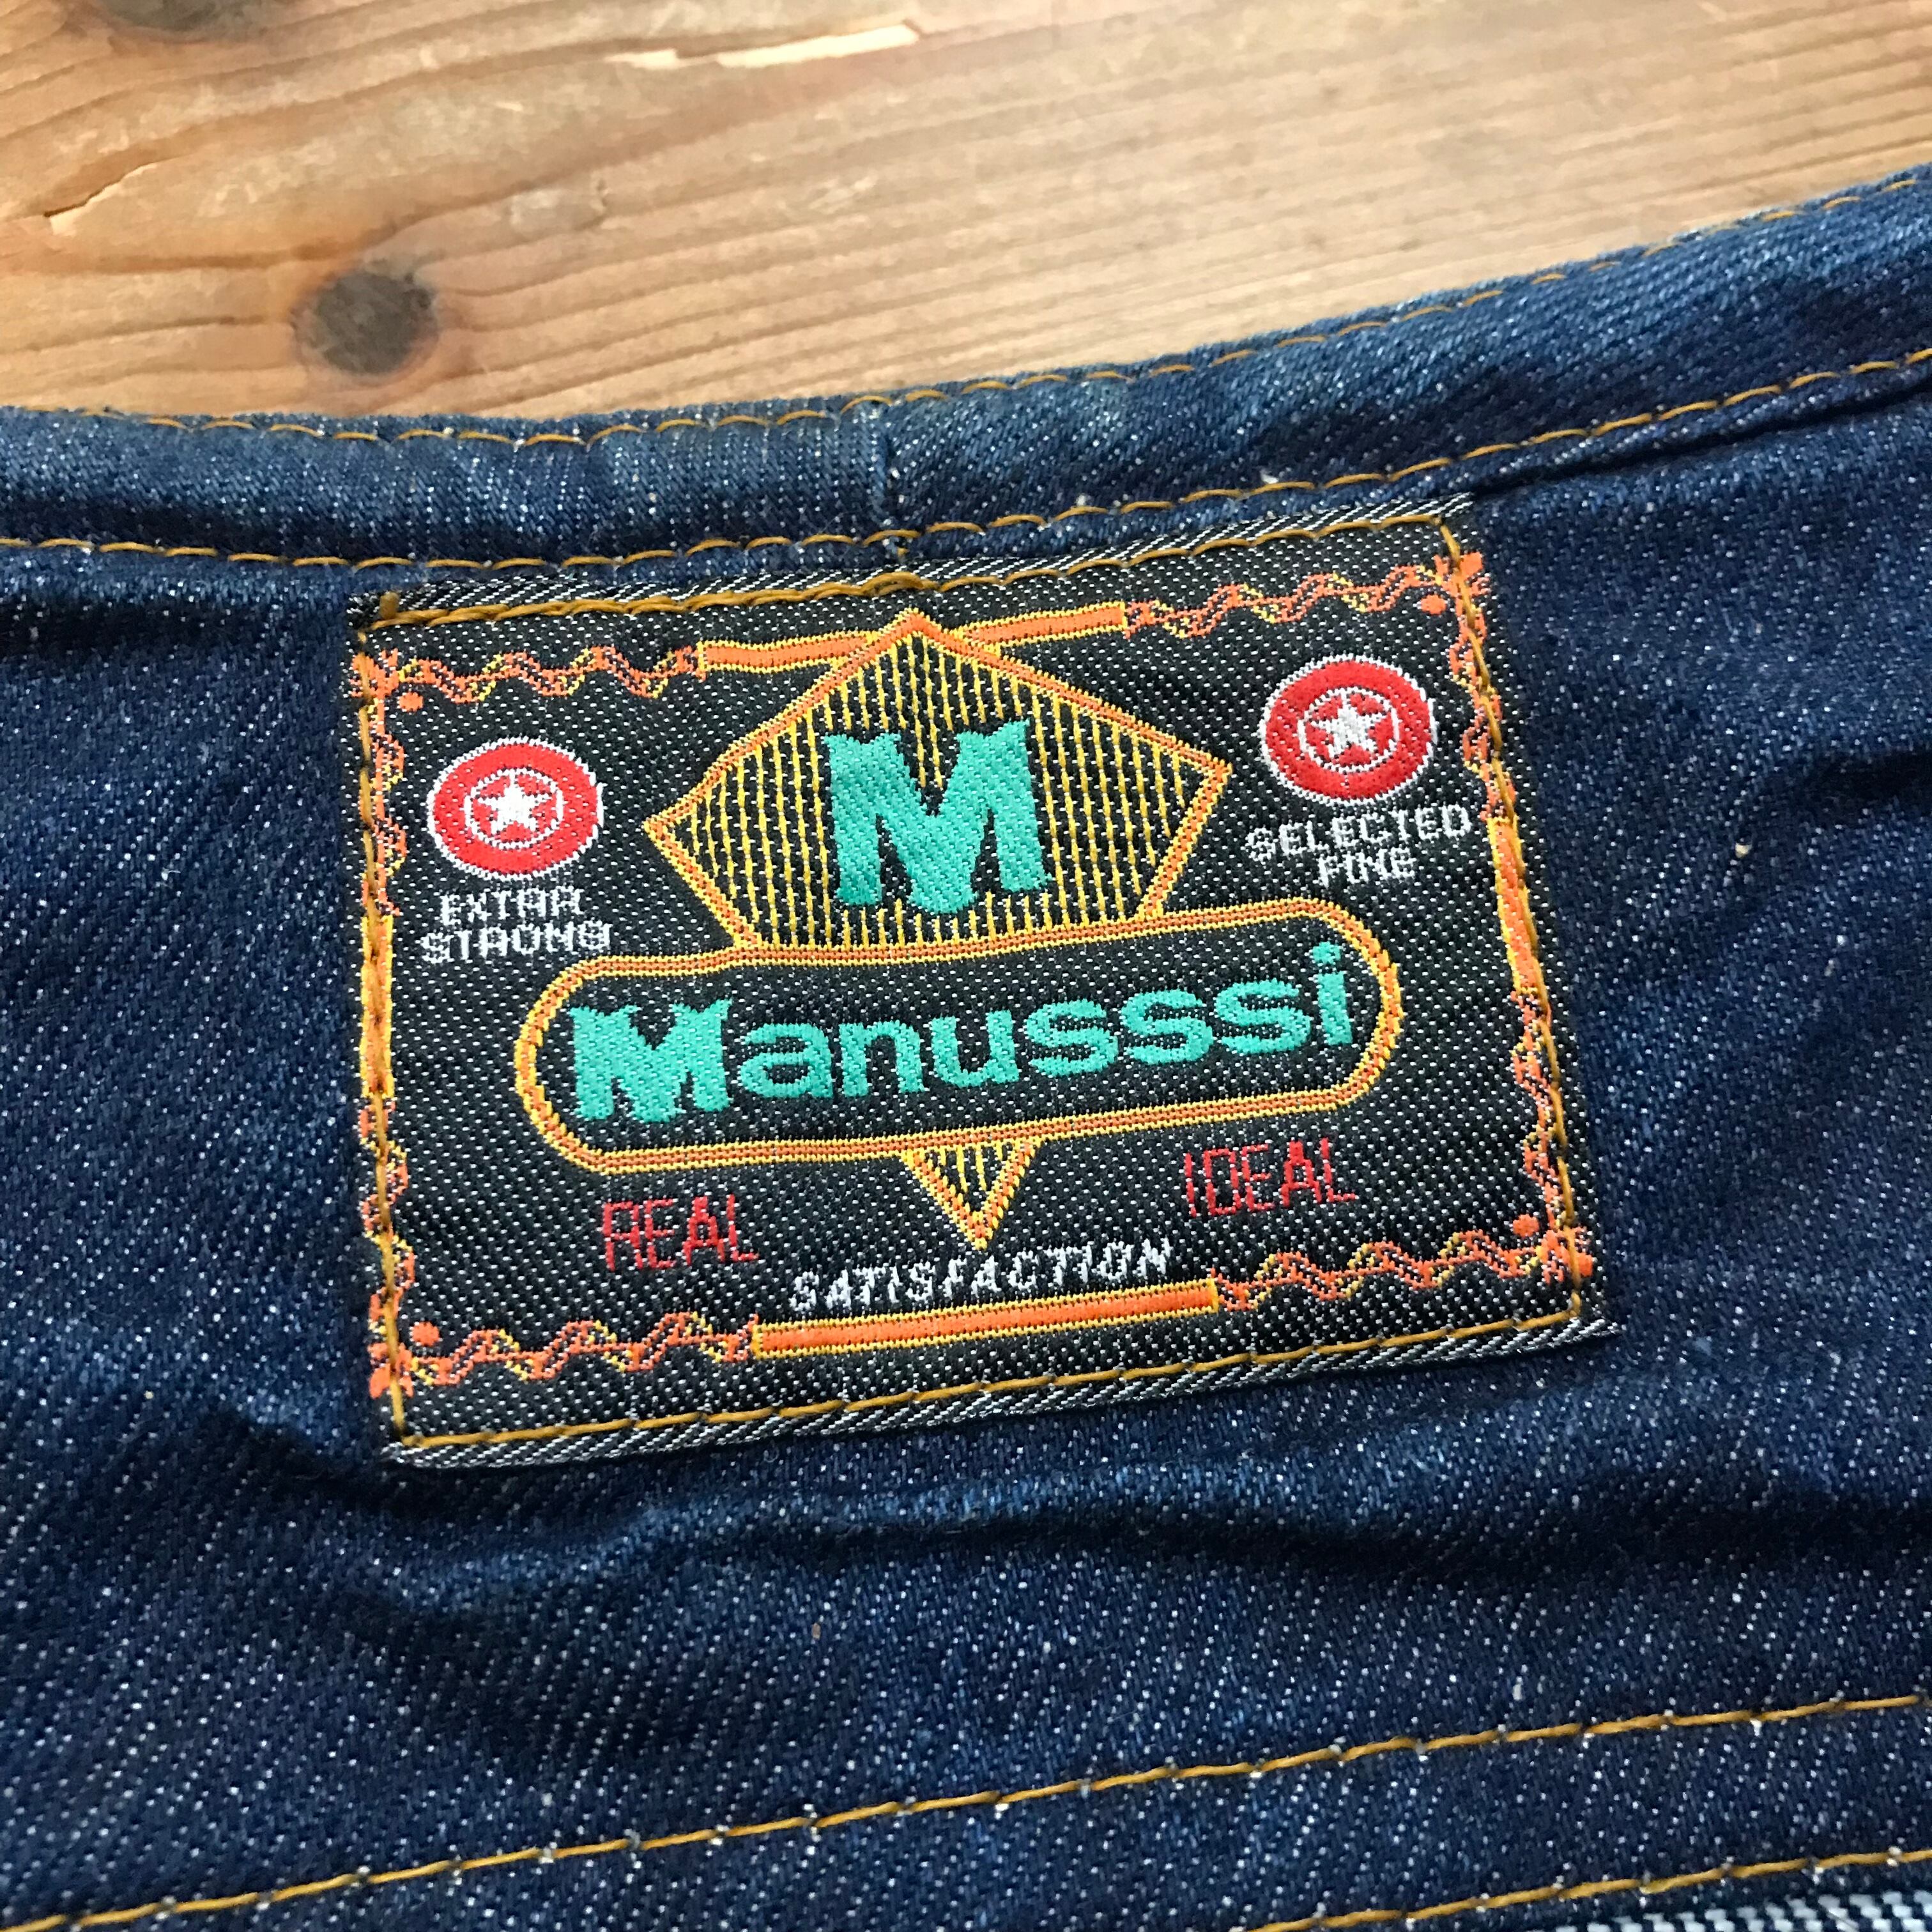 M
EXTRA
STRONG
SELECTED
FINE
Manusssi
REAL
IDEAL
SATISFACTION